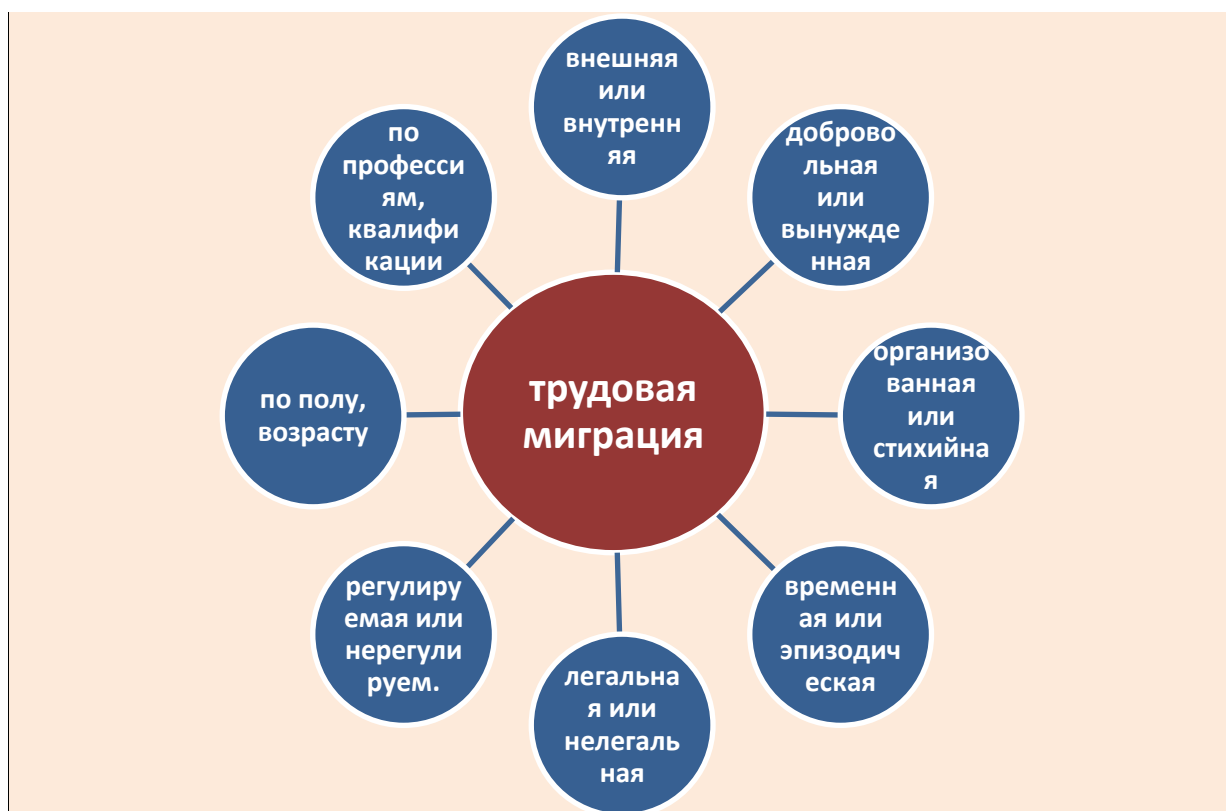 внешняя
или
внутренн
яя
доброво
льная
или
вынужде
нная
организо
ванная
или
стихийна
я
временн
ая или
эпизодич
еская
легальна
я или
нелегаль
ная
регулиру
емая или
нерегули
руем.
по полу,
возрасту
по
професси
ям,
квалифи
кации
трудовая
миграция